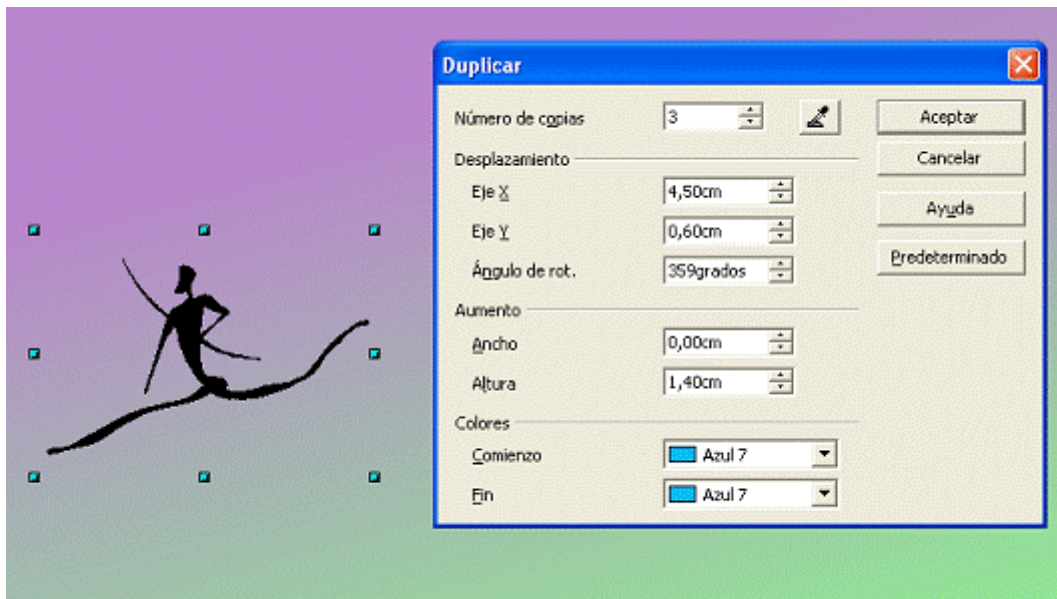 Duplicar
Número de copias 3 Aceptar
Desplazamiento Cancelar
Eje X 4,50cm Ayuda
Eje Y 0,60cm
Ángulo de rot. 359grados Predeterminado
Aumento
Ancho 0,00cm
Altura 1,40cm
Colores
Comienzo Azul 7
Fin Azul 7